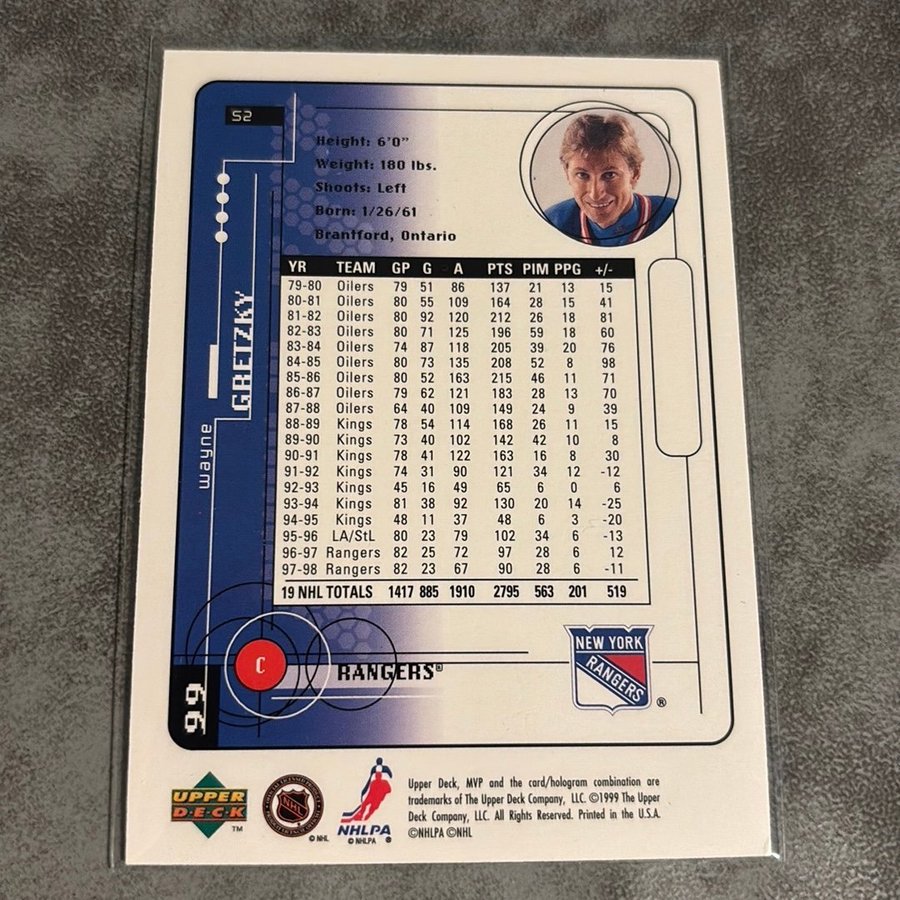 52
Height: 6'0"
Weight: 180 lbs.
Shoots: Left
Born: 1/26/61
Brantford, Ontario
wayne
GRETZKY
YR TEAM GP G A PTS PIM PPG +/-
79-80 Oilers 79 51 86 137 21 13 15
80-81 Oilers 80 55 109 164 28 15 41
81-82 Oilers 80 92 120 212 26 18 81
82-83 Oilers 80 71 125 196 59 18 60
83-84 Oilers 74 87 118 205 39 20 76
84-85 Oilers 80 73 135 208 52 8 98
85-86 Oilers 80 52 163 215 46 11 71
86-87 Oilers 79 62 121 183 28 13 70
87-88 Oilers 64 40 109 149 24 9 39
88-89 Kings 78 54 114 168 26 11 15
89-90 Kings 73 40 102 142 42 10 8
90-91 Kings 78 41 122 163 16 8 30
91-92 Kings 74 31 90 121 34 12 -12
92-93 Kings 45 16 49 65 6 0 6
93-94 Kings 81 38 92 130 20 14 -25
94-95 Kings 48 11 37 48 6 3 -20
95-96 LA/StL 80 23 79 102 34 6 -13
96-97 Rangers 82 25 72 97 28 6 12
97-98 Rangers 82 23 67 90 28 6 -11
19 NHL TOTALS 1417 885 1910 2795 563 201 519
C
RANGERS®
NEW YORK
RANGERS
®
99
UPPER
DECK
™
NHL
© NHL
NHLPA
© NHLPA ®
Upper Deck, MVP and the card/hologram combination are
trademarks of The Upper Deck Company, LLC. ©1999 The Upper
Deck Company, LLC. All Rights Reserved. Printed in the U.S.A.
©NHLPA ©NHL